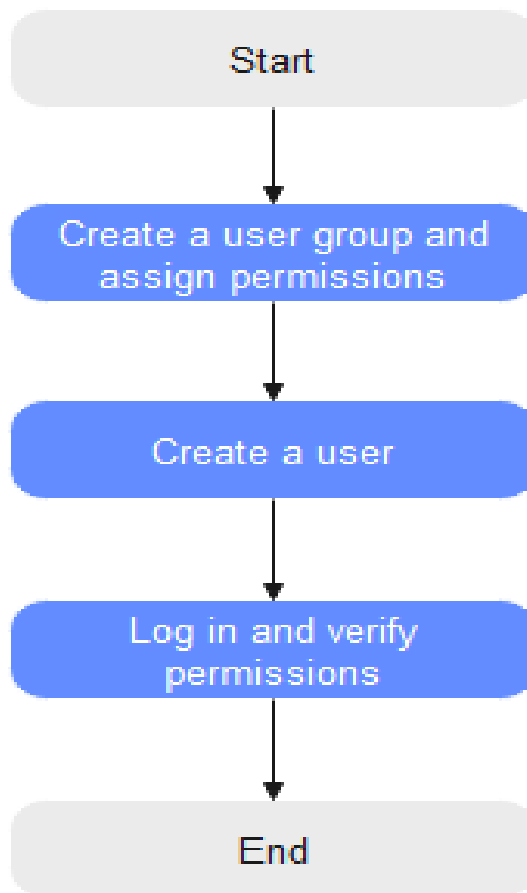 Start
Create a user group and
assign permissions
Create a user
Log in and verify
permissions
End